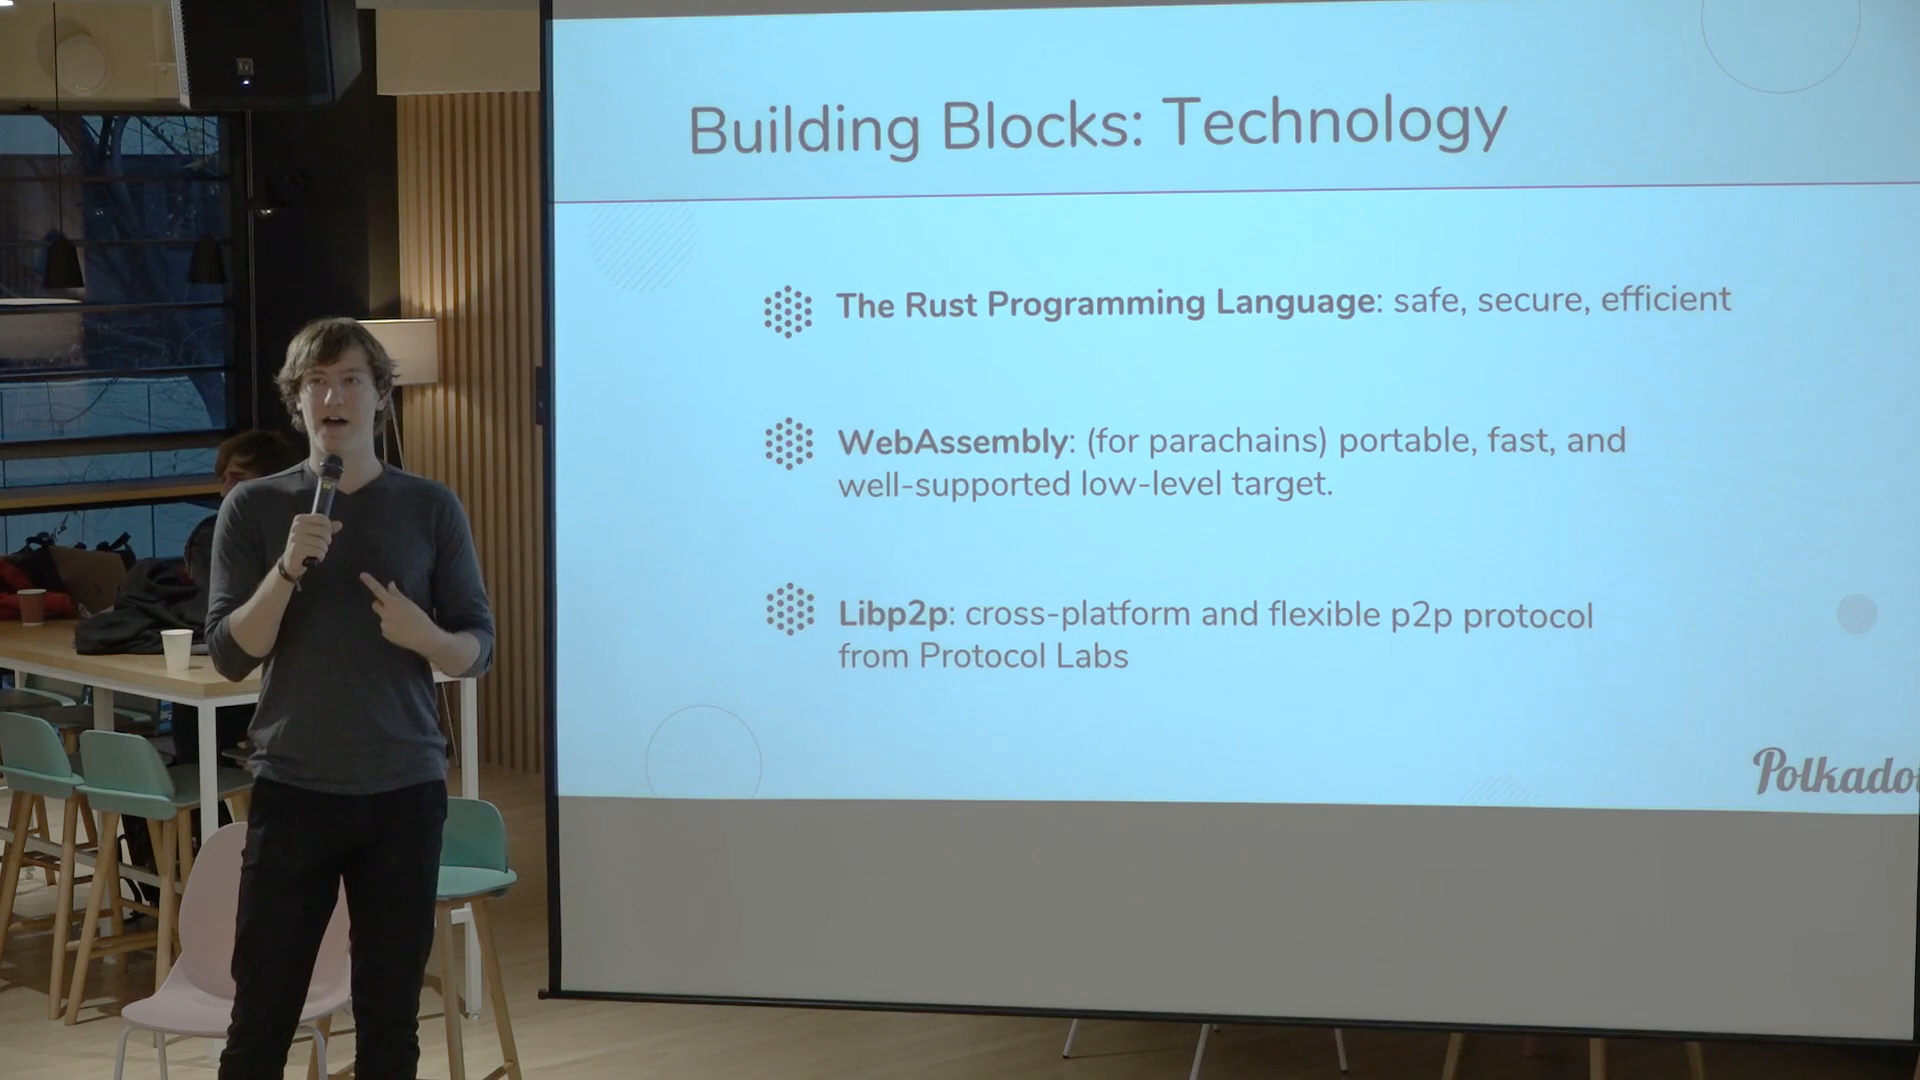 Building Blocks: Technology
The Rust Programming Language: safe, secure, efficient
WebAssembly: (for parachains) portable, fast, and
well-supported low-level target.
Libp2p: cross-platform and flexible p2p protocol
from Protocol Labs
Polkadot